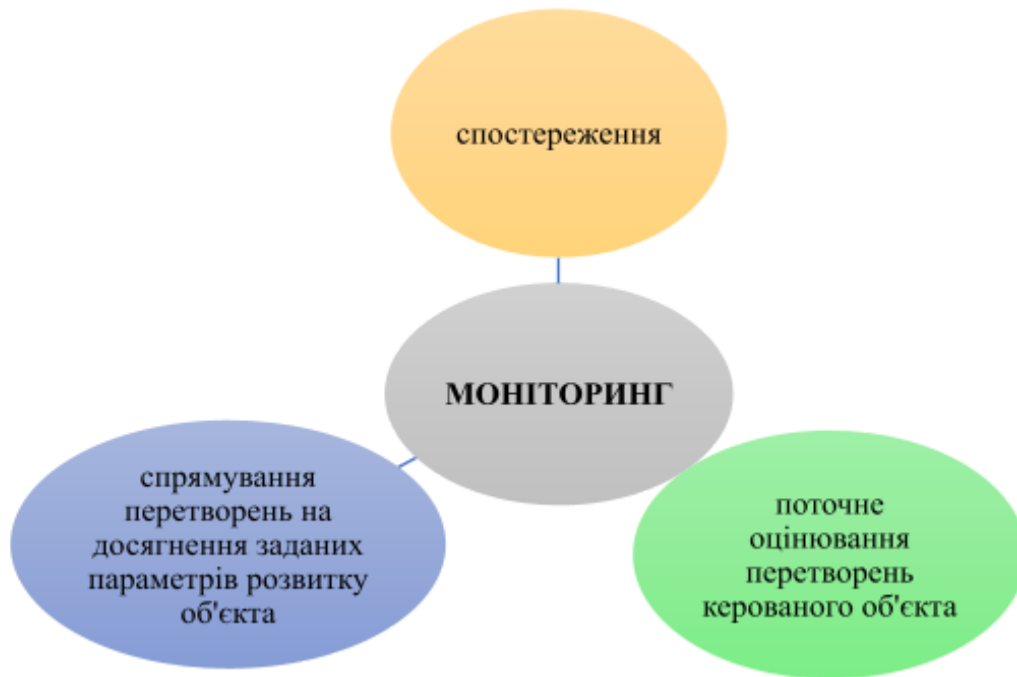 спостереження
МОНІТОРИНГ
спрямування
перетворень на
досягнення заданих
параметрів розвитку
об'єкта
поточне
оцінювання
перетворень
керованого об'єкта